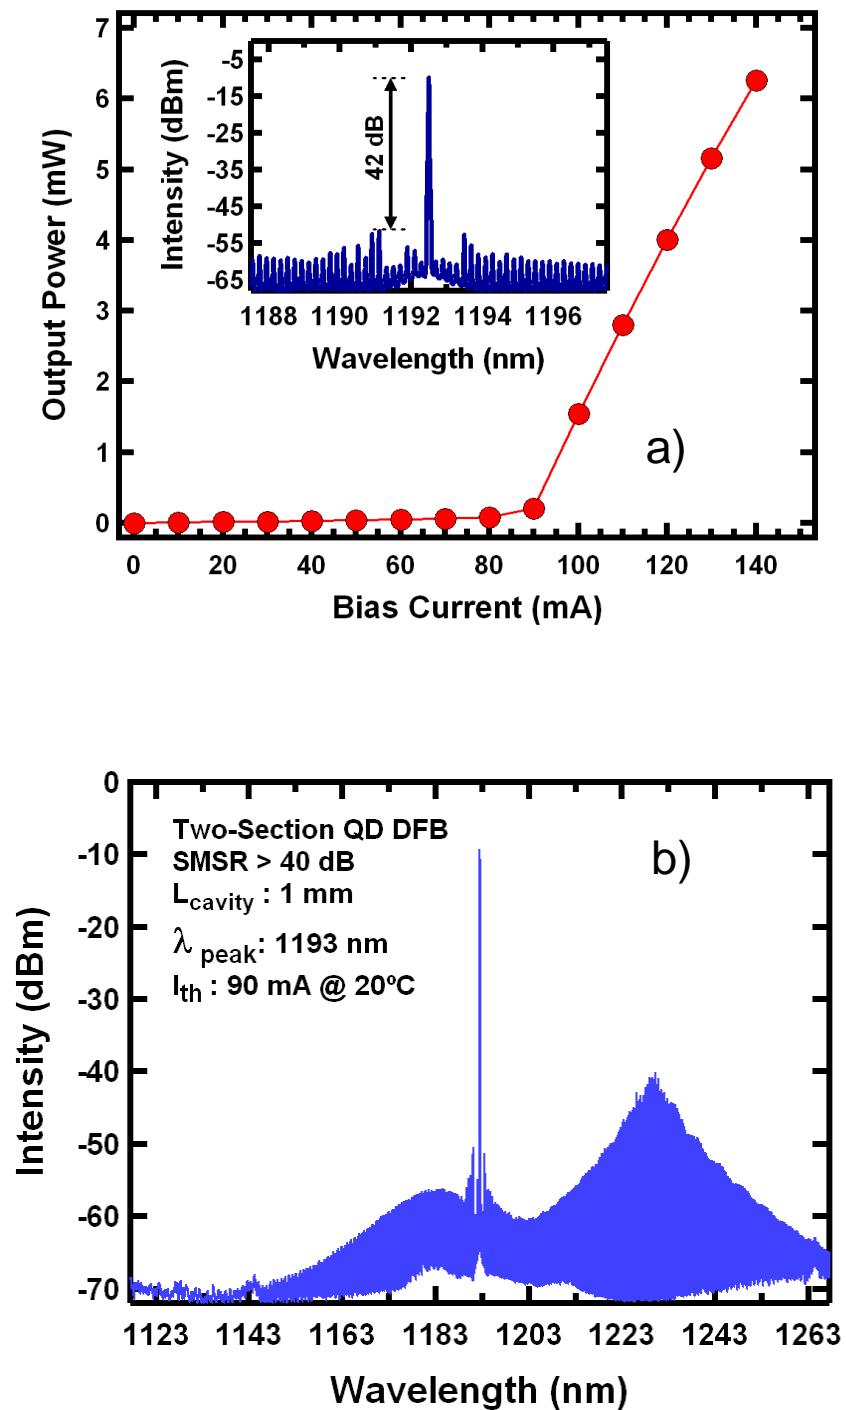 7
6
5
4
3
2
1
0
Output Power (mW)
-5
-15
-25
-35
-45
-55
-65
Intensity (dBm)
42 dB
1188 1190 1192 1194 1196
Wavelength (nm)
a)
0 20 40 60 80 100 120 140
Bias Current (mA)
0
-10
-20
-30
-40
-50
-60
-70
Intensity (dBm)
Two-Section QD DFB
SMSR > 40 dB
Lcavity : 1 mm
λ peak: 1193 nm
Ith : 90 mA @ 20ºC
b)
1123 1143 1163 1183 1203 1223 1243 1263
Wavelength (nm)